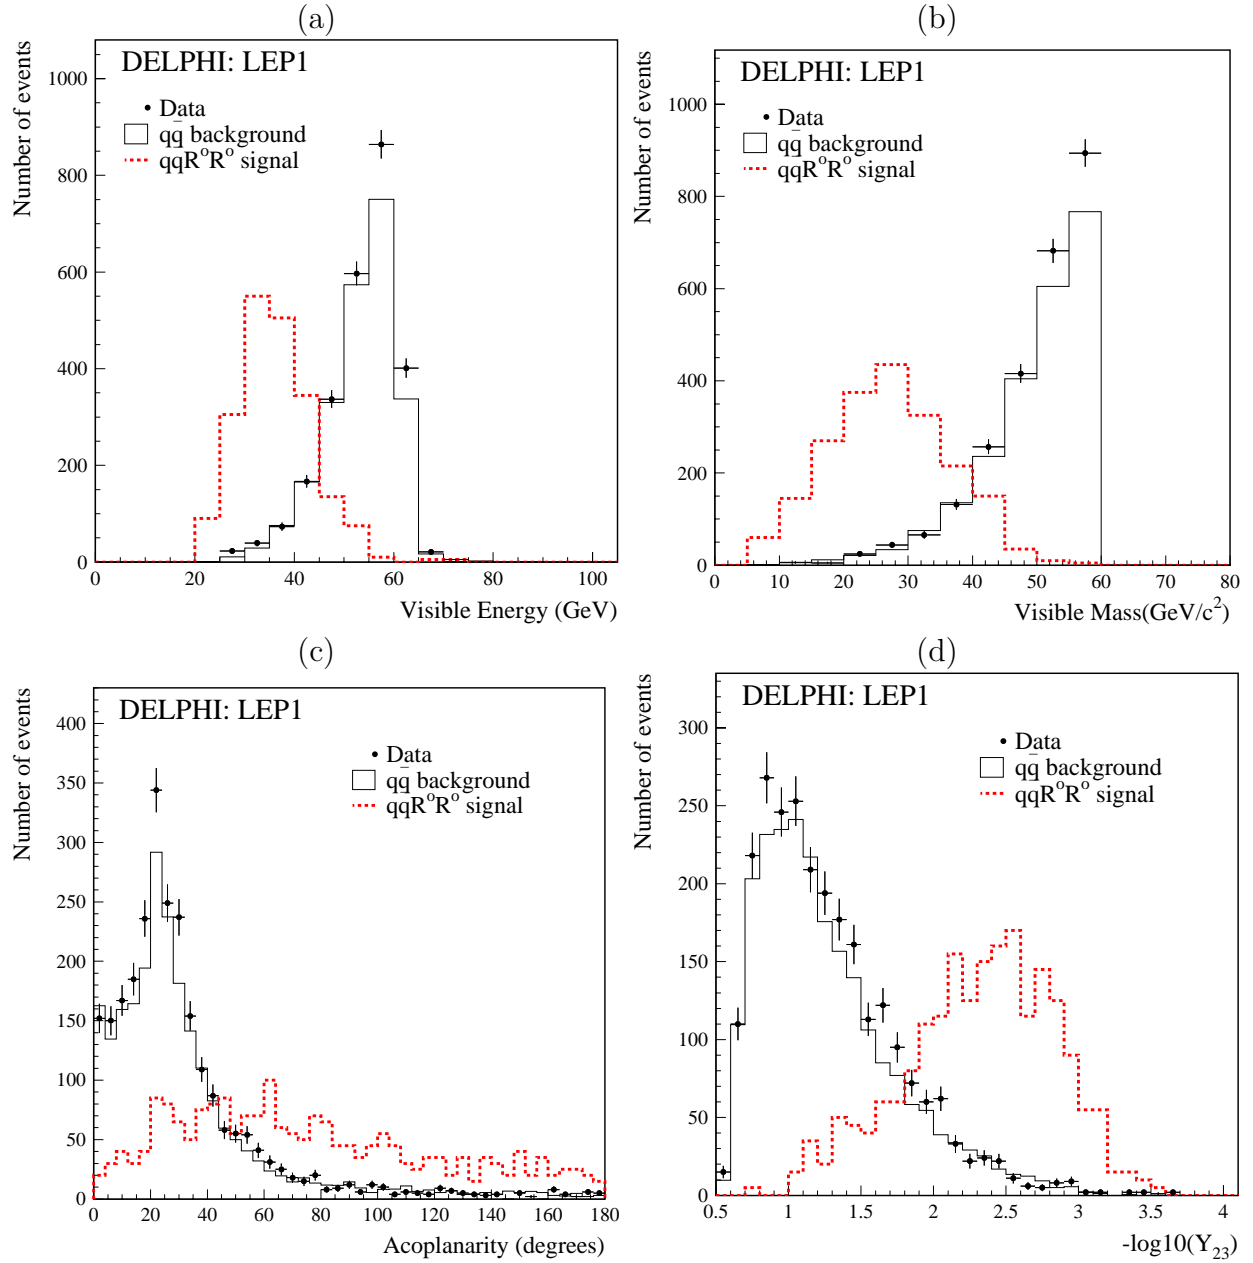 (a)
DELPHI: LEP1
Data
qq̄ background
qqR⁰R⁰ signal
Number of events
0
200
400
600
800
1000
0
20
40
60
80
100
Visible Energy (GeV)
(b)
DELPHI: LEP1
Data
qq̄ background
qqR⁰R⁰ signal
Number of events
0
200
400
600
800
1000
0
10
20
30
40
50
60
70
80
Visible Mass(GeV/c²)
(c)
DELPHI: LEP1
Data
qq̄ background
qqR⁰R⁰ signal
Number of events
0
50
100
150
200
250
300
350
400
0
20
40
60
80
100
120
140
160
180
Acoplanarity (degrees)
(d)
DELPHI: LEP1
Data
qq̄ background
qqR⁰R⁰ signal
Number of events
0
50
100
150
200
250
300
0.5
1
1.5
2
2.5
3
3.5
4
-log10(Y₂₃)